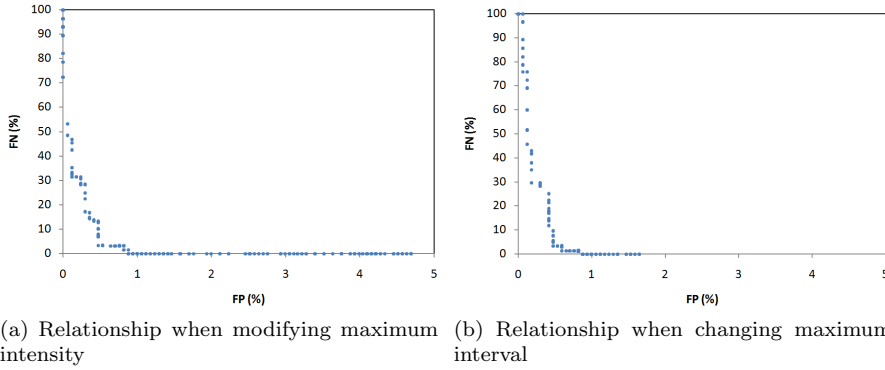 100
90
80
70
60
50
40
30
20
10
0
FN (%)
0 1 2 3 4 5
FP (%)
(a) Relationship when modifying maximum
intensity
100
90
80
70
60
50
40
30
20
10
0
FN (%)
0 1 2 3 4 5
FP (%)
(b) Relationship when changing maximum
interval